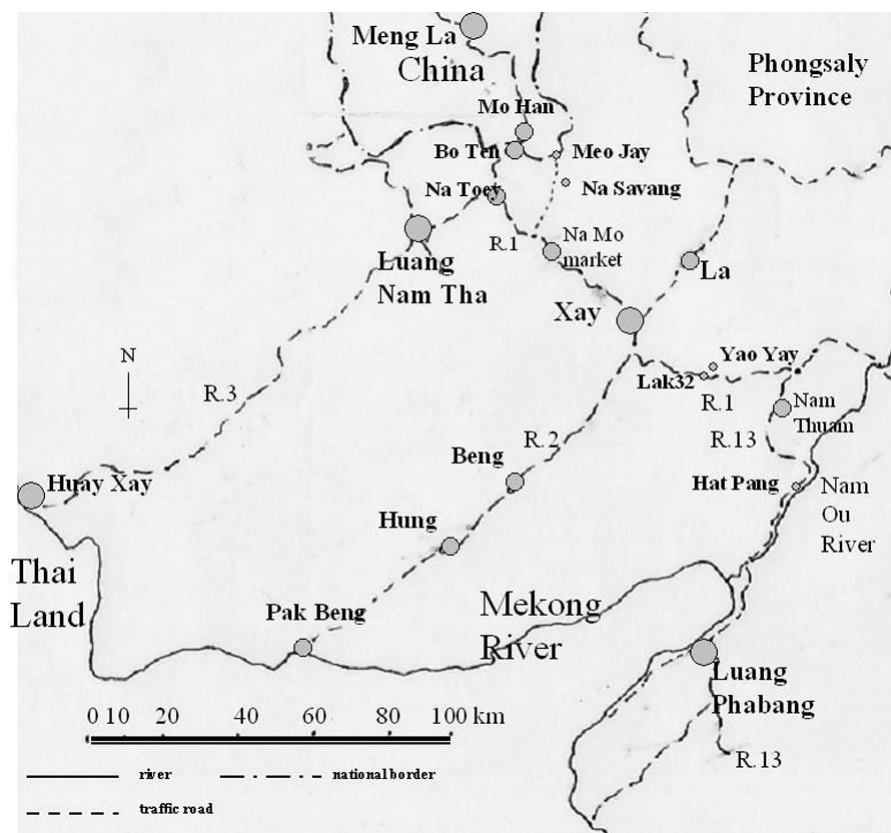 Meng La
China
Phongsaly
Province
Mo Han
Bo Ten
Meo Jay
Na Toey
Na Savang
R.1
Na Mo
market
Luang
Nam Tha
La
Xay
N
Yao Yay
Lak32
R.3
R.1
Nam
Thuam
R.13
R.2
Beng
Huay Xay
Hat Pang
Nam
Ou
River
Hung
Thai
Land
Mekong
River
Pak Beng
Luang
Phabang
0 10 20 40 60 80 100 km
R.13
river
national border
traffic road